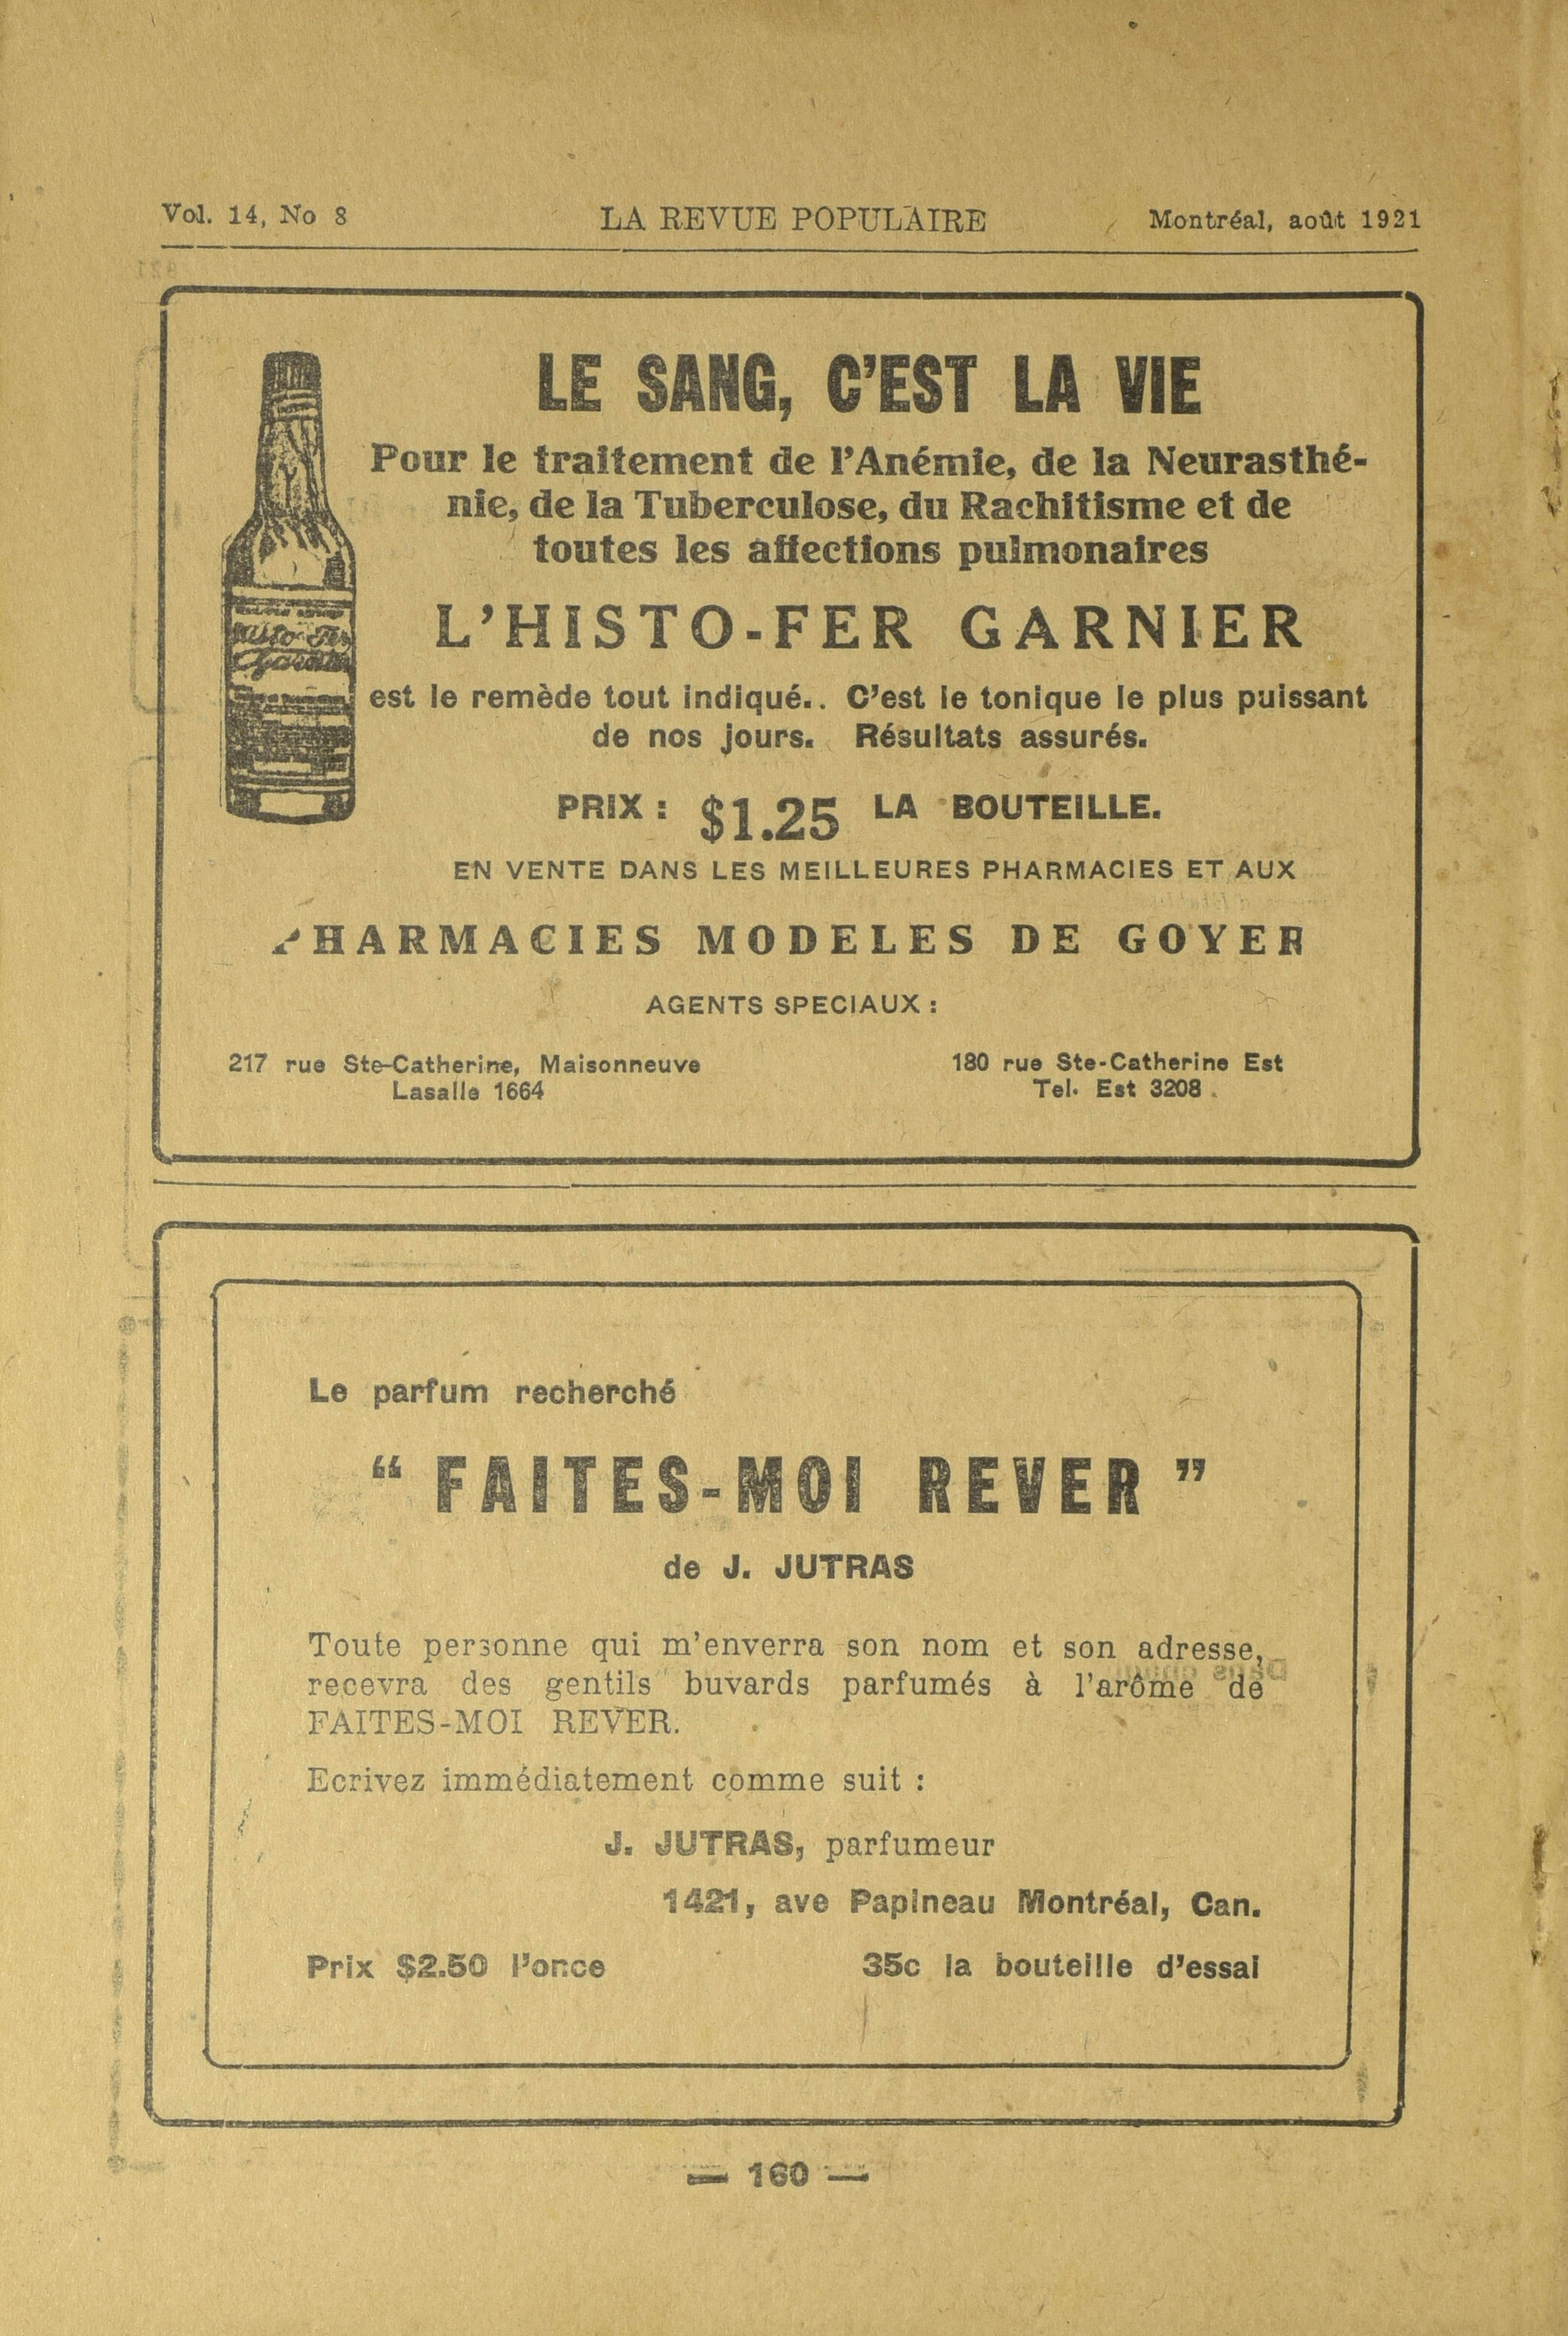 Vol. 14, No 8 LA REVUE POPULAIRE Montréal, août 1921
LE SANG, C'EST LA VIE
Pour le traitement de l'Anémie, de la Neurasthé-
nie, de la Tuberculose, du Rachitisme et de
toutes les affections pulmonaires
L'HISTO-FER GARNIER
est le remède tout indiqué.. C'est le tonique le plus puissant
de nos jours. Résultats assurés.
PRIX : $1.25 LA BOUTEILLE.
EN VENTE DANS LES MEILLEURES PHARMACIES ET AUX
PHARMACIES MODELES DE GOYER
AGENTS SPECIAUX :
217 rue Ste-Catherine, Maisonneuve
Lasalle 1664
180 rue Ste-Catherine Est
Tel. Est 3208
Le parfum recherché
“ FAITES-MOI REVER ”
de J. JUTRAS
Toute personne qui m'enverra son nom et son adresse,
recevra des gentils buvards parfumés à l'arôme de
FAITES-MOI REVER.
Ecrivez immédiatement comme suit :
J. JUTRAS, parfumeur
1421, ave Papineau Montréal, Can.
Prix $2.50 l'once 35c la bouteille d'essai
— 160 —